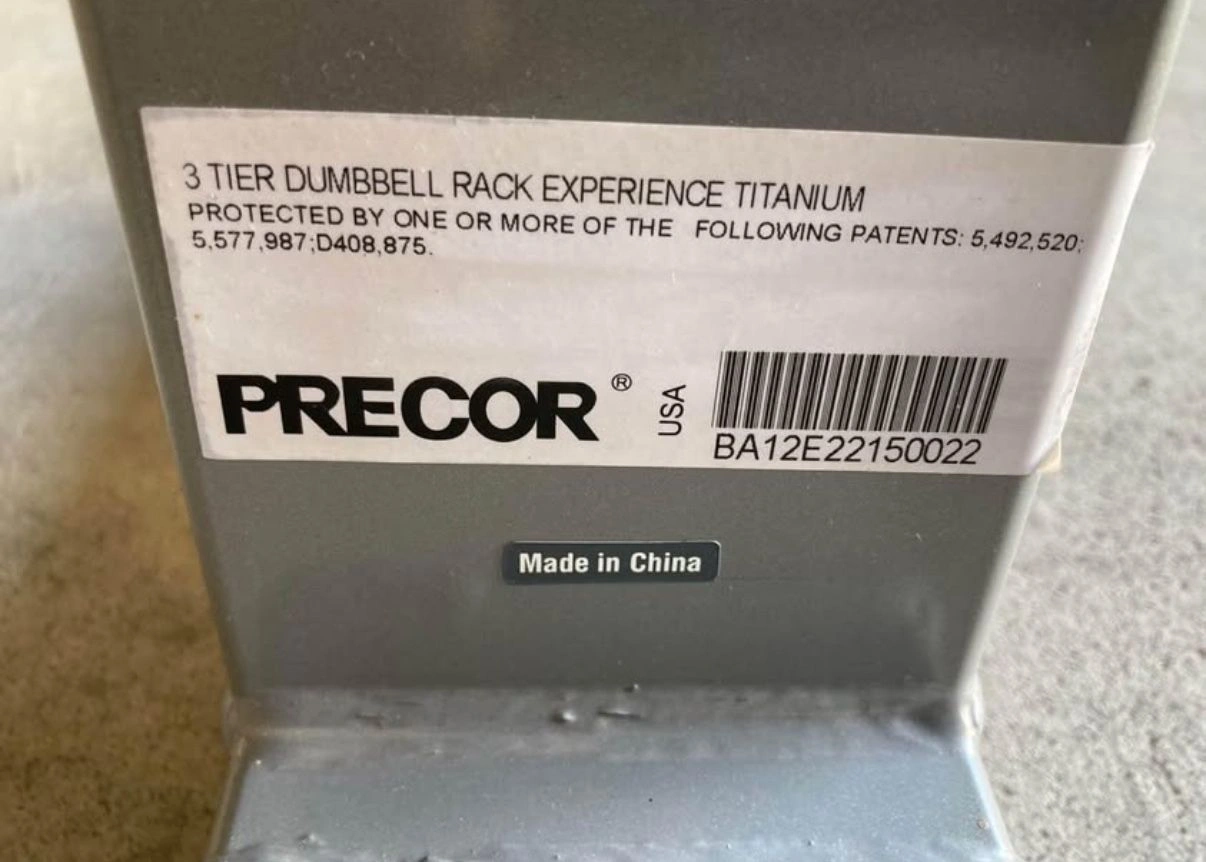 3 TIER DUMBBELL RACK EXPERIENCE TITANIUM
PROTECTED BY ONE OR MORE OF THE FOLLOWING PATENTS: 5,492,520;
5,577,987;D408,875.
PRECOR® USA
BA12E22150022
Made in China